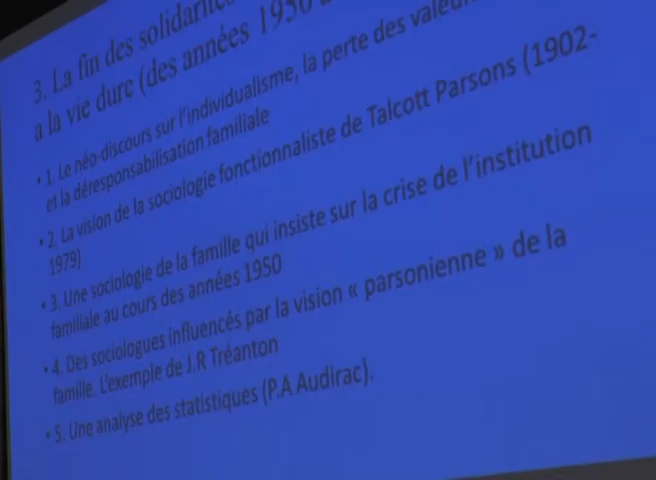 3. La fin des solidarités
a la vie dure (des années 1950
• 1. Le néo-discours sur l'individualisme, la perte des valeurs
et la déresponsabilisation familiale
• 2. La vision de la sociologie fonctionnaliste de Talcott Parsons (1902-
1979)
• 3. Une sociologie de la famille qui insiste sur la crise de l'institution
familiale au cours des années 1950
• 4. Des sociologues influencés par la vision « parsonienne » de la
famille. L'exemple de J.R Tréanton
• 5. Une analyse des statistiques (P.A Audirac).